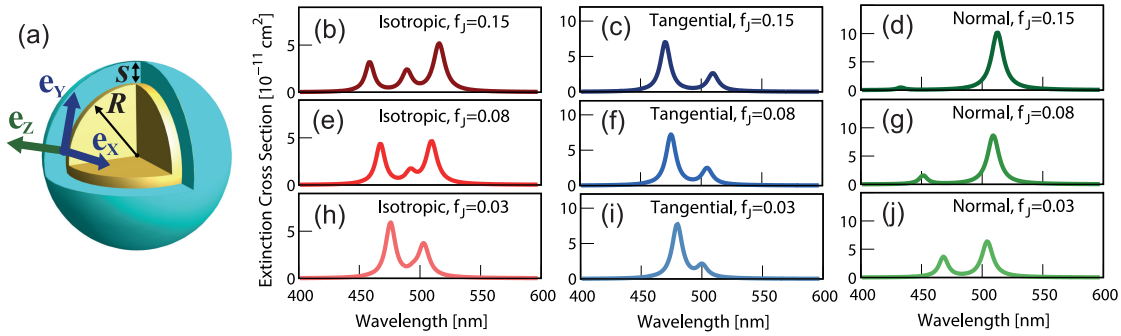 (a)
s
R
e_Y
e_X
e_Z
Extinction Cross Section [10⁻¹¹ cm²]
(b) Isotropic, f_J=0.15
5
0
(c) Tangential, f_J=0.15
10
5
0
(d) Normal, f_J=0.15
10
5
0
(e) Isotropic, f_J=0.08
5
0
(f) Tangential, f_J=0.08
10
5
0
(g) Normal, f_J=0.08
10
5
0
(h) Isotropic, f_J=0.03
5
0
400 450 500 550 600
Wavelength [nm]
(i) Tangential, f_J=0.03
10
5
0
400 450 500 550 600
Wavelength [nm]
(j) Normal, f_J=0.03
10
5
0
400 450 500 550 600
Wavelength [nm]